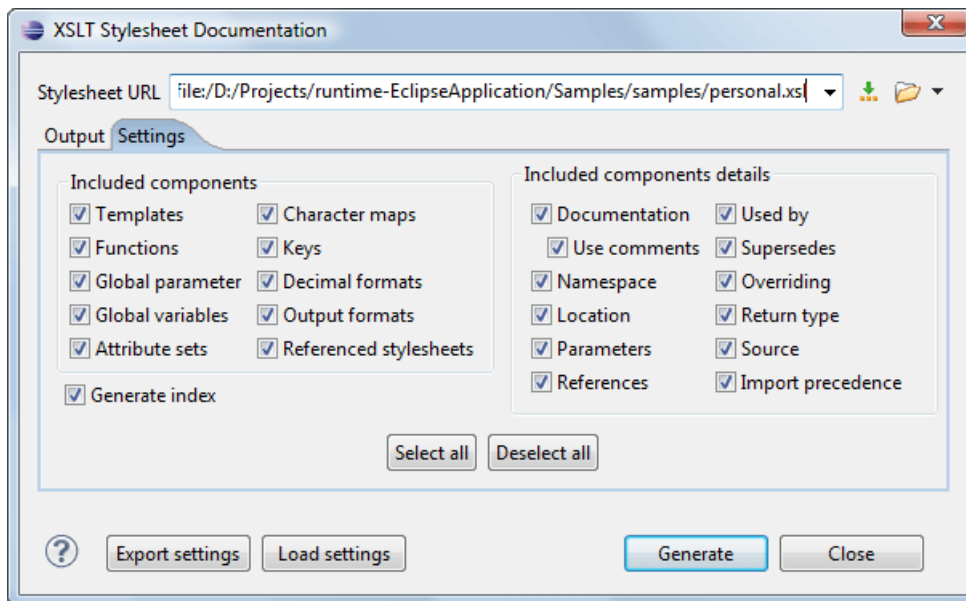 XSLT Stylesheet Documentation
Stylesheet URL file:/D:/Projects/runtime-EclipseApplication/Samples/samples/personal.xsl
Output Settings
Included components
Templates Character maps
Functions Keys
Global parameter Decimal formats
Global variables Output formats
Attribute sets Referenced stylesheets
Generate index
Included components details
Documentation Used by
Use comments Supersedes
Namespace Overriding
Location Return type
Parameters Source
References Import precedence
Select all Deselect all
? Export settings Load settings Generate Close